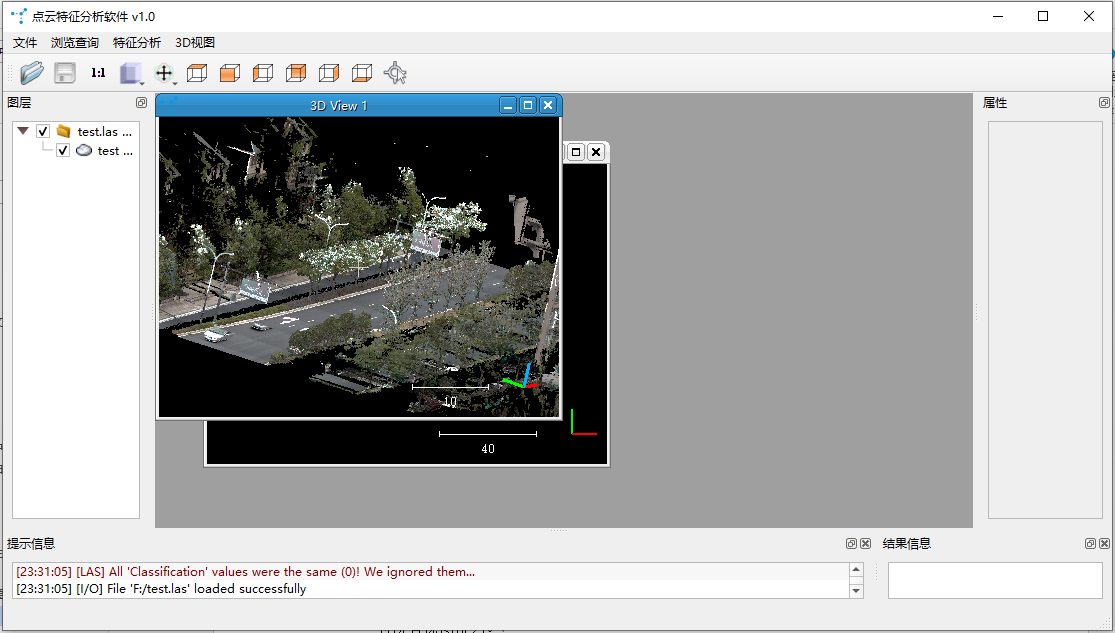 点云特征分析软件 v1.0
文件 浏览查询 特征分析 3D视图
1:1
图层
3D View 1
属性
test.las ...
test ...
10
40
提示信息
结果信息
[23:31:05] [LAS] All 'Classification' values were the same (0)! We ignored them...
[23:31:05] [I/O] File 'F:/test.las' loaded successfully